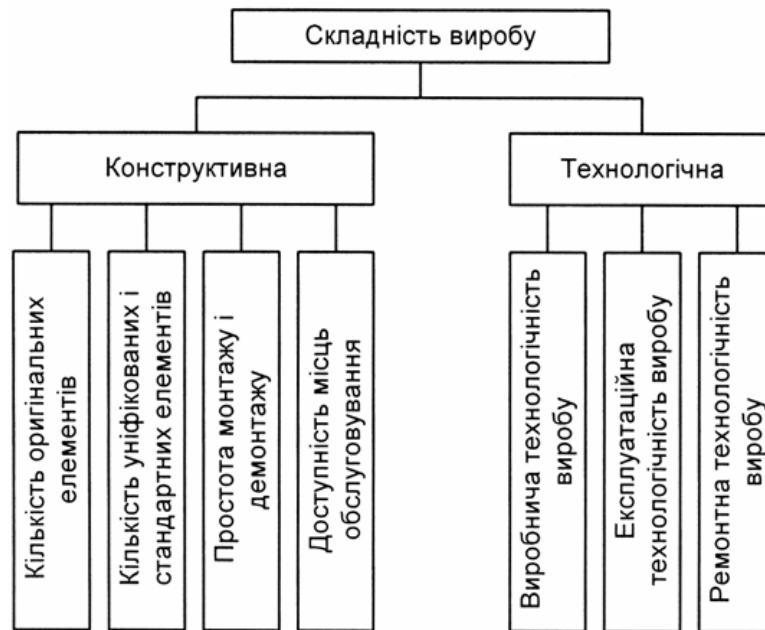 Складність виробу
Конструктивна
Технологічна
Кількість оригінальних
елементів
Кількість уніфікованих і
стандартних елементів
Простота монтажу і
демонтажу
Доступність місць
обслуговування
Виробнича технологічність
виробу
Експлуатаційна
технологічність виробу
Ремонтна технологічність
виробу